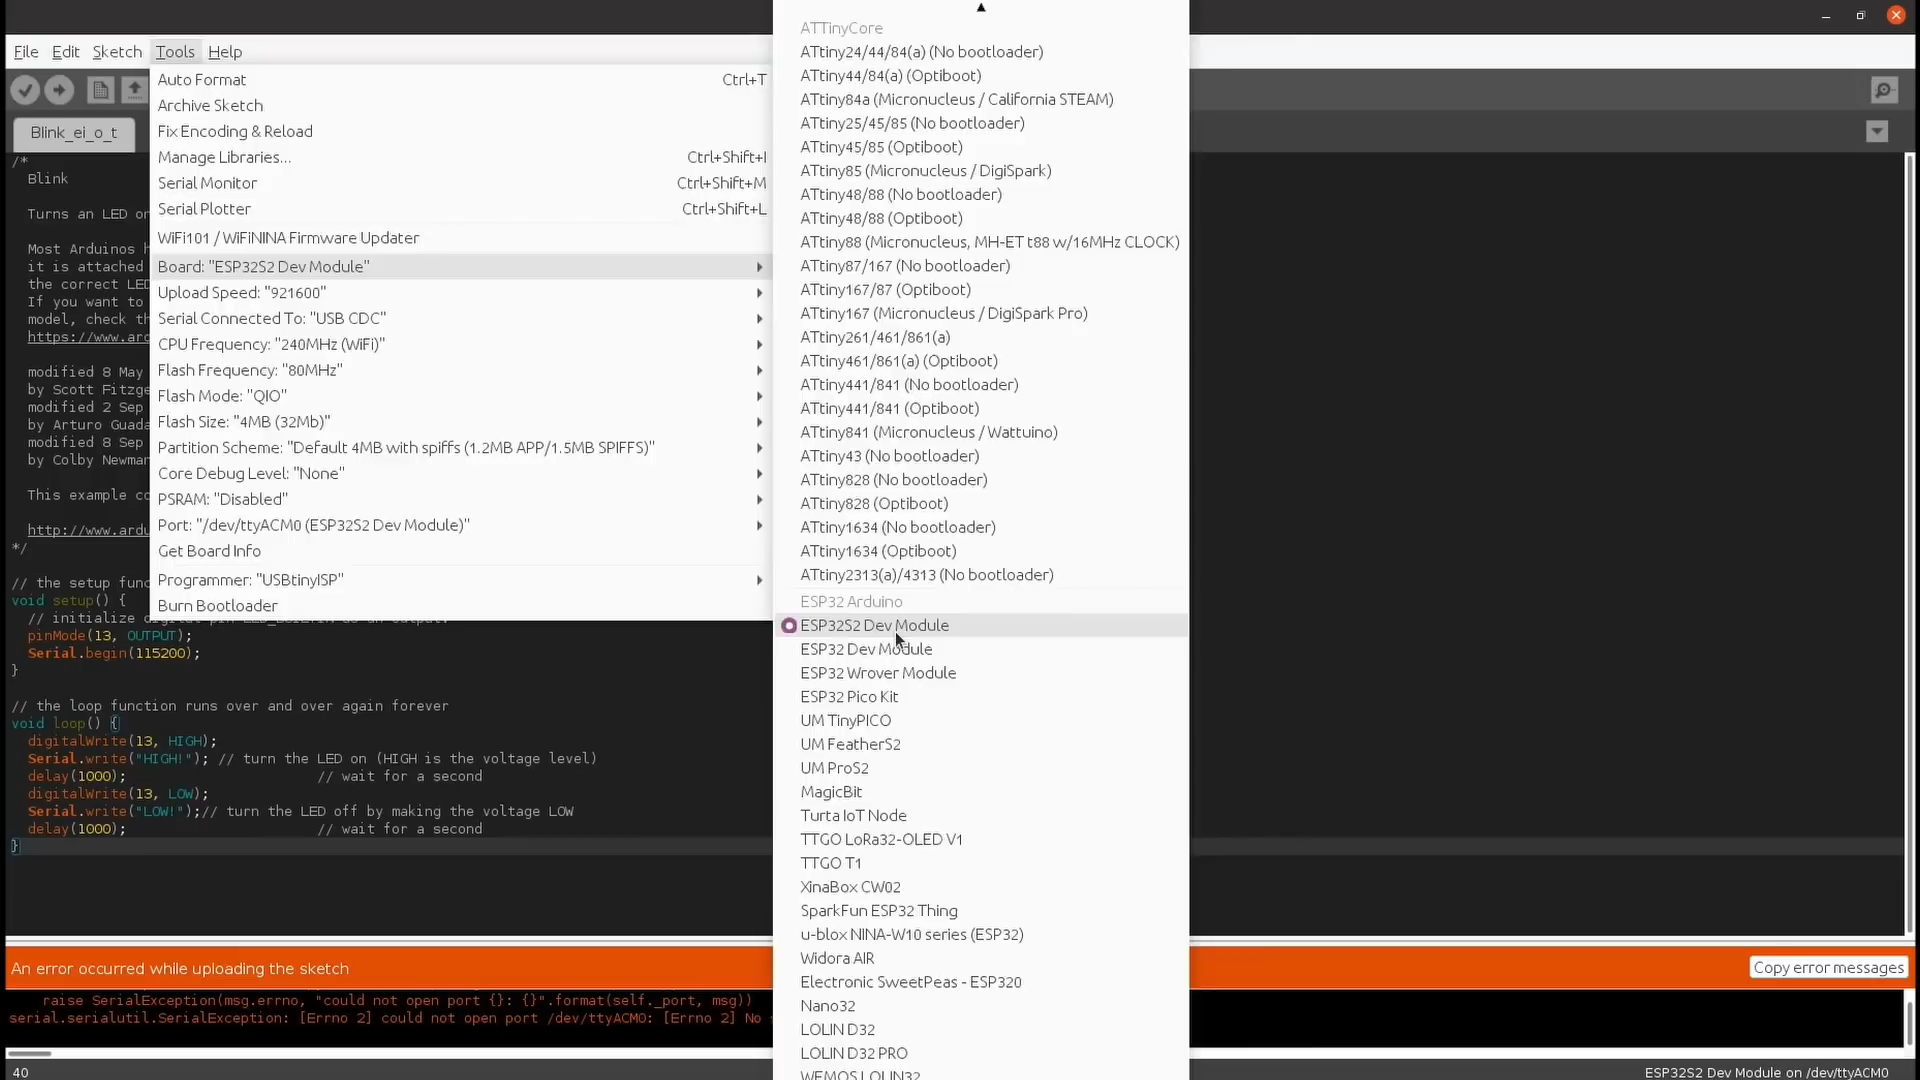 File Edit Sketch Tools Help
Blink_ei_o_t
/*
Blink
Turns an LED
Most Arduinos
it is attached
the correct
If you want to
model, check
https://www.
modified 8 May
by Scott
modified 2 Sep
by Arturo
modified 8 Sep
by Colby
This example
http://www.
*/
// the setup
void setup() {
// initialize
pinMode(13, OUTPUT);
Serial.begin(115200);
}
// the loop function runs over and over again forever
void loop() {
digitalWrite(13, HIGH);
Serial.write("HIGH!"); // turn the LED on (HIGH is the voltage level)
delay(1000); // wait for a second
digitalWrite(13, LOW);
Serial.write("LOW!");// turn the LED off by making the voltage LOW
delay(1000); // wait for a second
}
Auto Format Ctrl+T
Archive Sketch
Fix Encoding & Reload
Manage Libraries... Ctrl+Shift+I
Serial Monitor Ctrl+Shift+M
Serial Plotter Ctrl+Shift+L
WiFi101 / WiFiNINA Firmware Updater
Board: "ESP32S2 Dev Module"
Upload Speed: "921600"
Serial Connected To: "USB CDC"
CPU Frequency: "240MHz (WiFi)"
Flash Frequency: "80MHz"
Flash Mode: "QIO"
Flash Size: "4MB (32Mb)"
Partition Scheme: "Default 4MB with spiffs (1.2MB APP/1.5MB SPIFFS)"
Core Debug Level: "None"
PSRAM: "Disabled"
Port: "/dev/ttyACM0 (ESP32S2 Dev Module)"
Get Board Info
Programmer: "USBtinyISP"
Burn Bootloader
ATTinyCore
ATtiny24/44/84(a) (No bootloader)
ATtiny44/84(a) (Optiboot)
ATtiny84a (Micronucleus / California STEAM)
ATtiny25/45/85 (No bootloader)
ATtiny45/85 (Optiboot)
ATtiny85 (Micronucleus / DigiSpark)
ATtiny48/88 (No bootloader)
ATtiny48/88 (Optiboot)
ATtiny88 (Micronucleus, MH-ET t88 w/16MHz CLOCK)
ATtiny87/167 (No bootloader)
ATtiny167/87 (Optiboot)
ATtiny167 (Micronucleus / DigiSpark Pro)
ATtiny261/461/861(a)
ATtiny461/861(a) (Optiboot)
ATtiny441/841 (No bootloader)
ATtiny441/841 (Optiboot)
ATtiny841 (Micronucleus / Wattuino)
ATtiny43 (No bootloader)
ATtiny828 (No bootloader)
ATtiny828 (Optiboot)
ATtiny1634 (No bootloader)
ATtiny1634 (Optiboot)
ATtiny2313(a)/4313 (No bootloader)
ESP32 Arduino
ESP32S2 Dev Module
ESP32 Dev Module
ESP32 Wrover Module
ESP32 Pico Kit
UM TinyPICO
UM FeatherS2
UM ProS2
MagicBit
Turta IoT Node
TTGO LoRa32-OLED V1
TTGO T1
XinaBox CW02
SparkFun ESP32 Thing
u-blox NINA-W10 series (ESP32)
Widora AIR
Electronic SweetPeas - ESP320
Nano32
LOLIN D32
LOLIN D32 PRO
WEMOS LOLIN32
An error occurred while uploading the sketch
Copy error messages
raise SerialException(msg.errno, "could not open port {}: {}".format(self._port, msg))
serial.serialutil.SerialException: [Errno 2] could not open port /dev/ttyACM0: [Errno 2] No
40
ESP32S2 Dev Module on /dev/ttyACM0